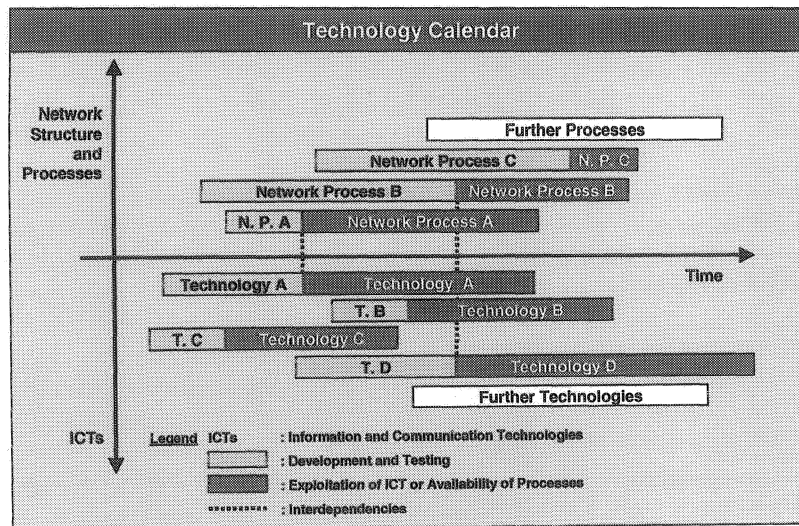 Technology Calendar
Network
Structure
and
Processes
Further Processes
Network Process C N. P. C
Network Process B Network Process B
N. P. A Network Process A
Time
Technology A Technology A
T. B Technology B
T. C Technology C
T. D Technology D
Further Technologies
ICTs
Legend ICTs : Information and Communication Technologies
: Development and Testing
: Exploitation of ICT or Availability of Processes
: Interdependencies